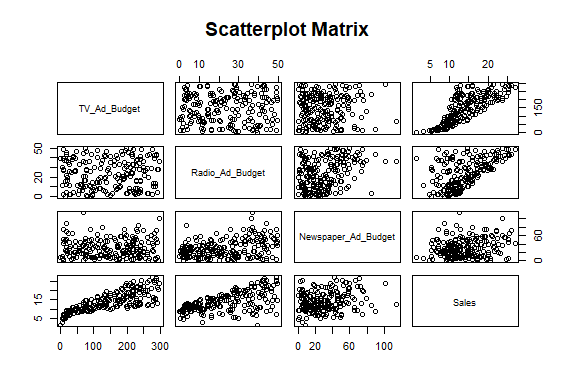 Scatterplot Matrix
0 10 30 50
5 10 20
TV_Ad_Budget
0 150
0 20 50
Radio_Ad_Budget
Newspaper_Ad_Budget
0 60
5 15
Sales
0 100 200 300
0 20 60 100